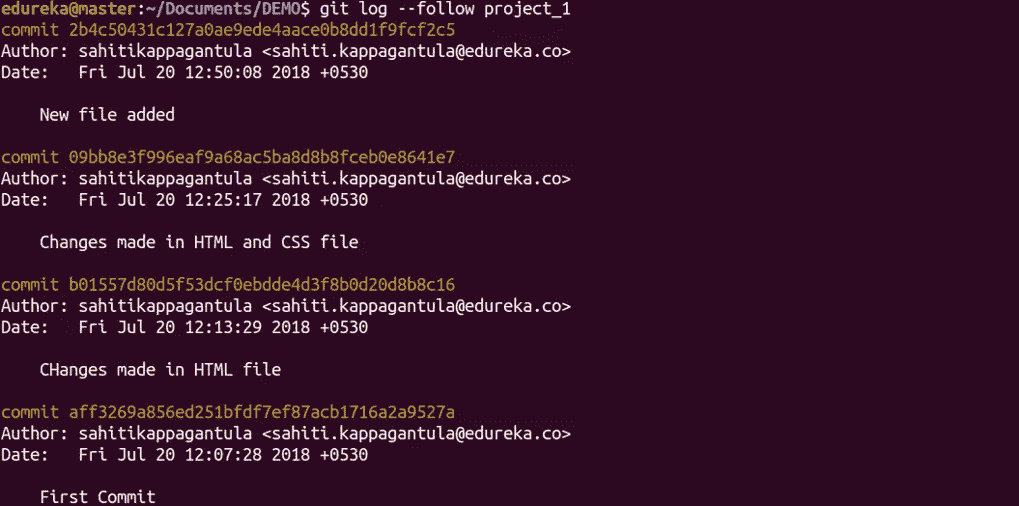 edureka@master:~/Documents/DEMO$ git log --follow project_1
commit 2b4c50431c127a0ae9ede4aace0b8dd1f9fcf2c5
Author: sahitikappagantula <sahiti.kappagantula@edureka.co>
Date:   Fri Jul 20 12:50:08 2018 +0530
New file added
commit 09bb8e3f996eaf9a68ac5ba8d8b8fceb0e8641e7
Author: sahitikappagantula <sahiti.kappagantula@edureka.co>
Date:   Fri Jul 20 12:25:17 2018 +0530
Changes made in HTML and CSS file
commit b01557d80d5f53dcf0ebdde4d3f8b0d20d8b8c16
Author: sahitikappagantula <sahiti.kappagantula@edureka.co>
Date:   Fri Jul 20 12:13:29 2018 +0530
CHanges made in HTML file
commit aff3269a856ed251bfdf7ef87acb1716a2a9527a
Author: sahitikappagantula <sahiti.kappagantula@edureka.co>
Date:   Fri Jul 20 12:07:28 2018 +0530
First Commit